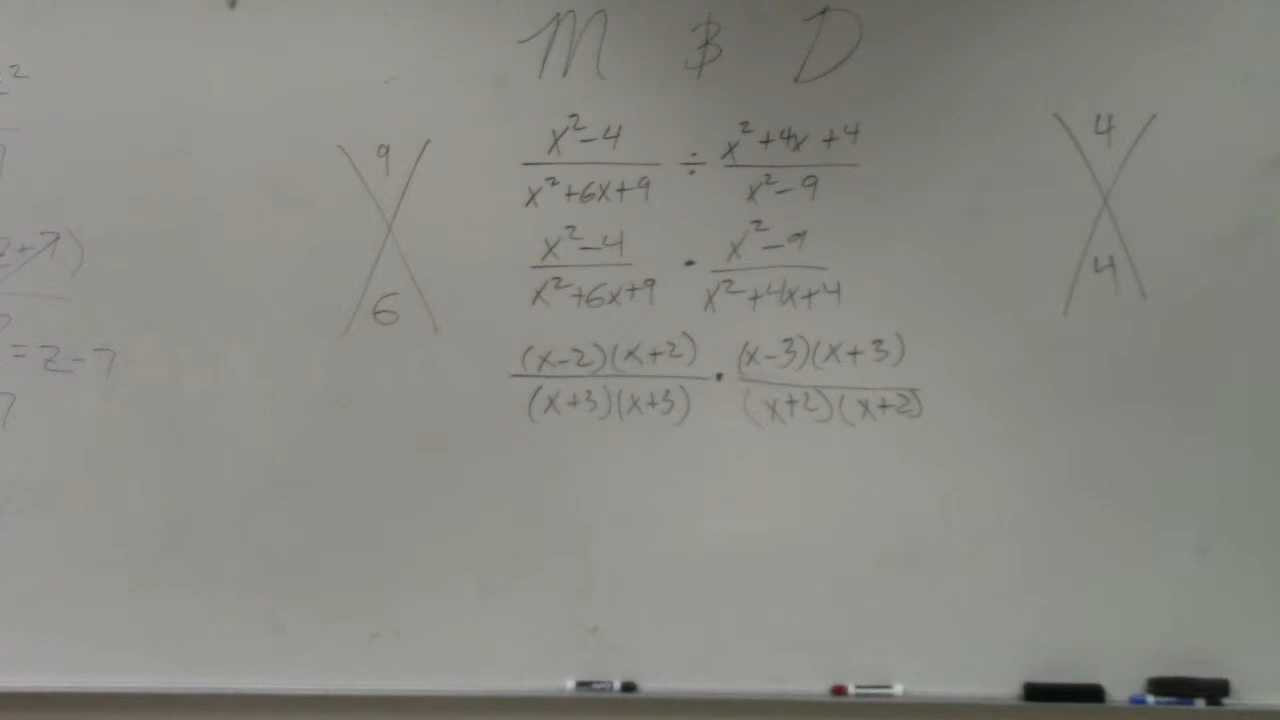 M & D
x²-4 / x²+6x+9 ÷ x²+4x+4 / x²-9
x²-4 / x²+6x+9 · x²-9 / x²+4x+4
(x-2)(x+2) / (x+3)(x+3) · (x-3)(x+3) / (x+2)(x+2)
9
6
4
4
= z-7